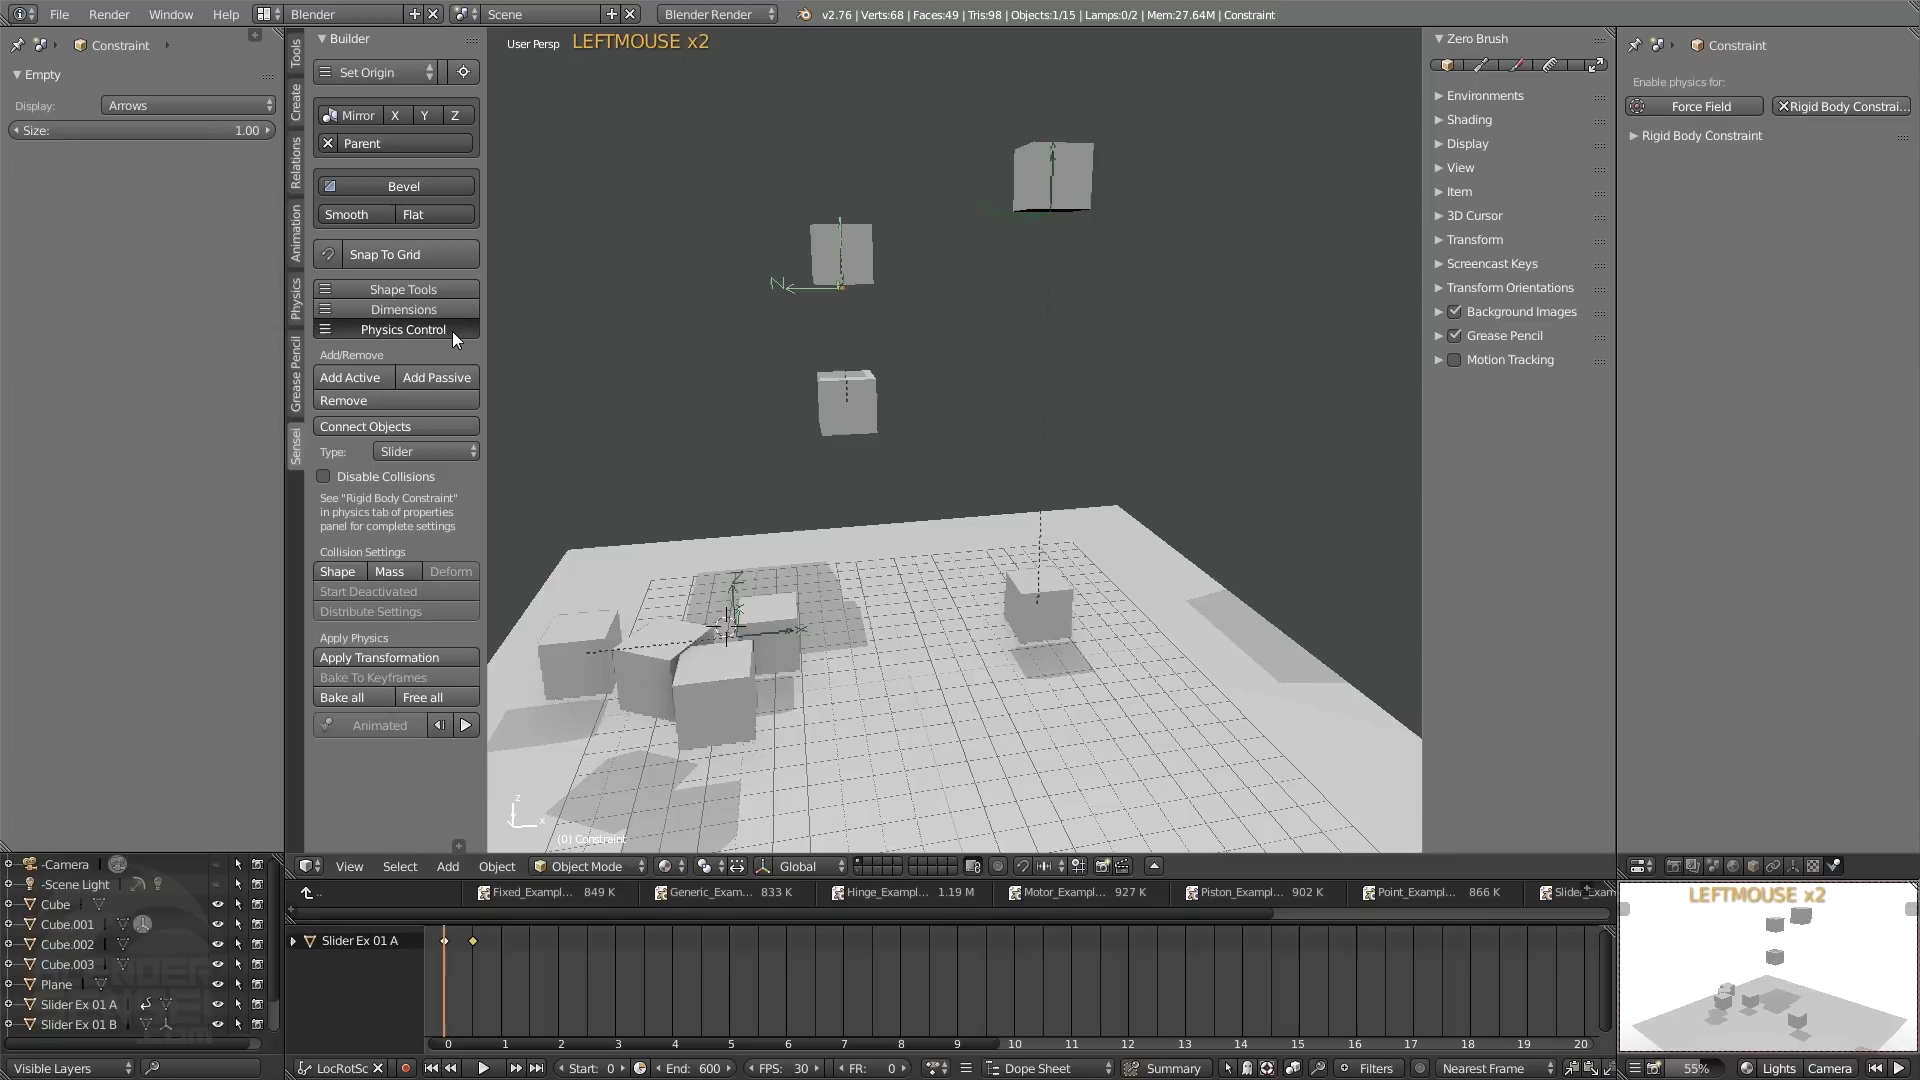 File Render Window Help Blender Scene Blender Render v2.76 | Verts:68 | Faces:49 | Tris:98 | Objects:1/15 | Lamps:0/2 | Mem:27.64M | Constraint
Constraint
Empty
Display: Arrows
Size: 1.00
Tools
Create
Relations
Animation
Physics
Grease Pencil
Sensei
Builder
Set Origin
Mirror X Y Z
Parent
Bevel
Smooth Flat
Snap To Grid
Shape Tools
Dimensions
Physics Control
Add/Remove
Add Active Add Passive
Remove
Connect Objects
Type: Slider
Disable Collisions
See "Rigid Body Constraint"
in physics tab of properties
panel for complete settings
Collision Settings
Shape Mass Deform
Start Deactivated
Distribute Settings
Apply Physics
Apply Transformation
Bake To Keyframes
Bake all Free all
Animated
User Persp LEFTMOUSE x2
(0) Constraint
Zero Brush
Environments
Shading
Display
View
Item
3D Cursor
Transform
Screencast Keys
Transform Orientations
Background Images
Grease Pencil
Motion Tracking
Constraint
Enable physics for:
Force Field Rigid Body Constrai...
Rigid Body Constraint
View Select Add Object Object Mode Global
-Camera
-Scene Light
Cube
Cube.001
Cube.002
Cube.003
Plane
Slider Ex 01 A
Slider Ex 01 B
Visible Layers
Fixed_Exampl... 849 K Generic_Exam... 833 K Hinge_Exampl... 1.19 M Motor_Exampl... 927 K Piston_Exampl... 902 K Point_Exampl... 866 K
Slider Ex 01 A
0 1 2 3 4 5 6 7 8 9 10 11 12 13 14 15 16 17 18 19 20
LocRotSc Start: 0 End: 600 FPS: 30 FR: 0 Dope Sheet Summary Filters Nearest Frame
LEFTMOUSE x2
55% Lights Camera